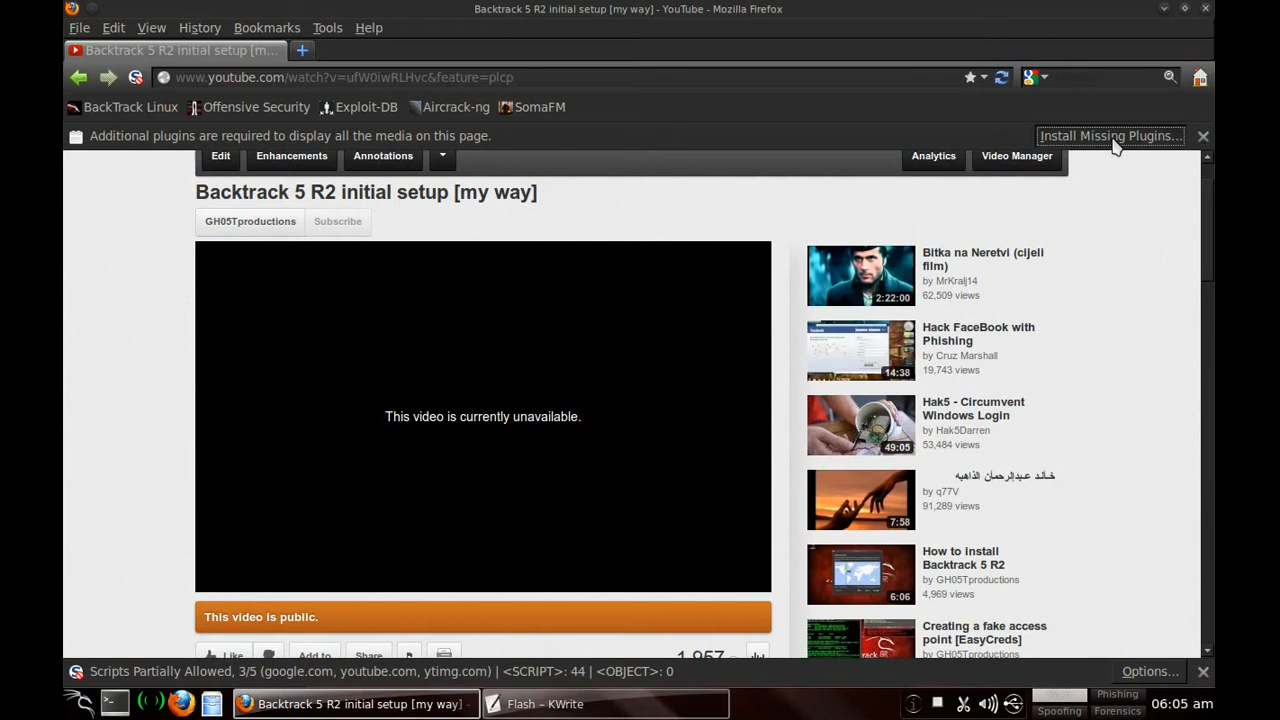 Backtrack 5 R2 initial setup [my way] - YouTube - Mozilla Firefox
File Edit View History Bookmarks Tools Help
Backtrack 5 R2 initial setup [m...
www.youtube.com/watch?v=ufW0iwRLHvc&feature=plcp
BackTrack Linux Offensive Security Exploit-DB Aircrack-ng SomaFM
Additional plugins are required to display all the media on this page. Install Missing Plugins...
Edit Enhancements Annotations Analytics Video Manager
Backtrack 5 R2 initial setup [my way]
GH05Tproductions Subscribe
This video is currently unavailable.
This video is public.
Like Add to Share 1,957
Bitka na Neretvi (cijeli
film)
by MrKralj14
62,509 views
2:22:00
Hack FaceBook with
Phishing
by Cruz Marshall
19,743 views
14:38
Hak5 - Circumvent
Windows Login
by Hak5Darren
53,484 views
49:05
خـألـد عـبدإلرحمأن الذاهبه
by q77V
91,289 views
7:58
How to install
Backtrack 5 R2
by GH05Tproductions
4,969 views
6:06
Creating a fake access
point [EasyCreds]
by GH05Tproductions
Scripts Partially Allowed, 3/5 (google.com, youtube.com, ytimg.com) | <SCRIPT>: 44 | <OBJECT>: 0 Options...
Backtrack 5 R2 initial setup [my way] - Flash – KWrite
Phishing
Spoofing Forensics
06:05 am